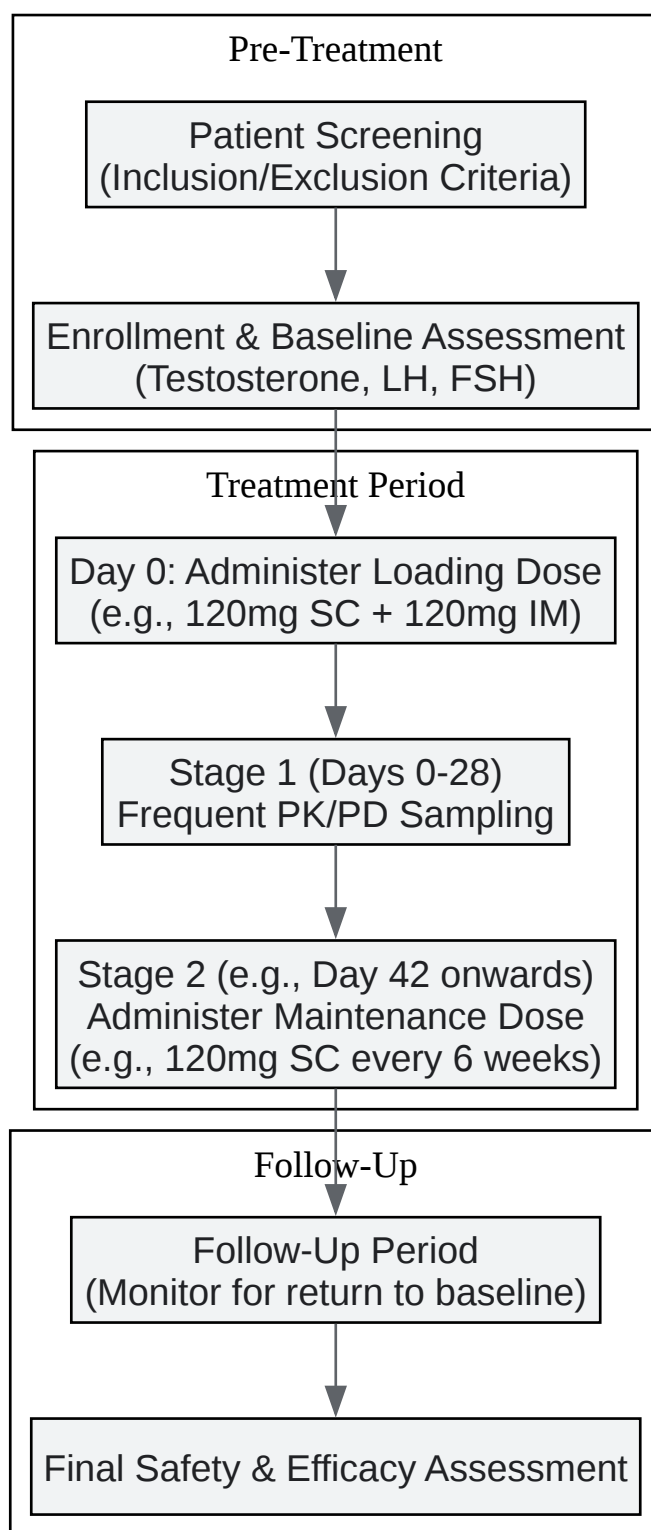 Pre-Treatment
Patient Screening
(Inclusion/Exclusion Criteria)
Enrollment & Baseline Assessment
(Testosterone, LH, FSH)
Treatment Period
Day 0: Administer Loading Dose
(e.g., 120mg SC + 120mg IM)
Stage 1 (Days 0-28)
Frequent PK/PD Sampling
Stage 2 (e.g., Day 42 onwards)
Administer Maintenance Dose
(e.g., 120mg SC every 6 weeks)
Follow-Up
Follow-Up Period
(Monitor for return to baseline)
Final Safety & Efficacy Assessment